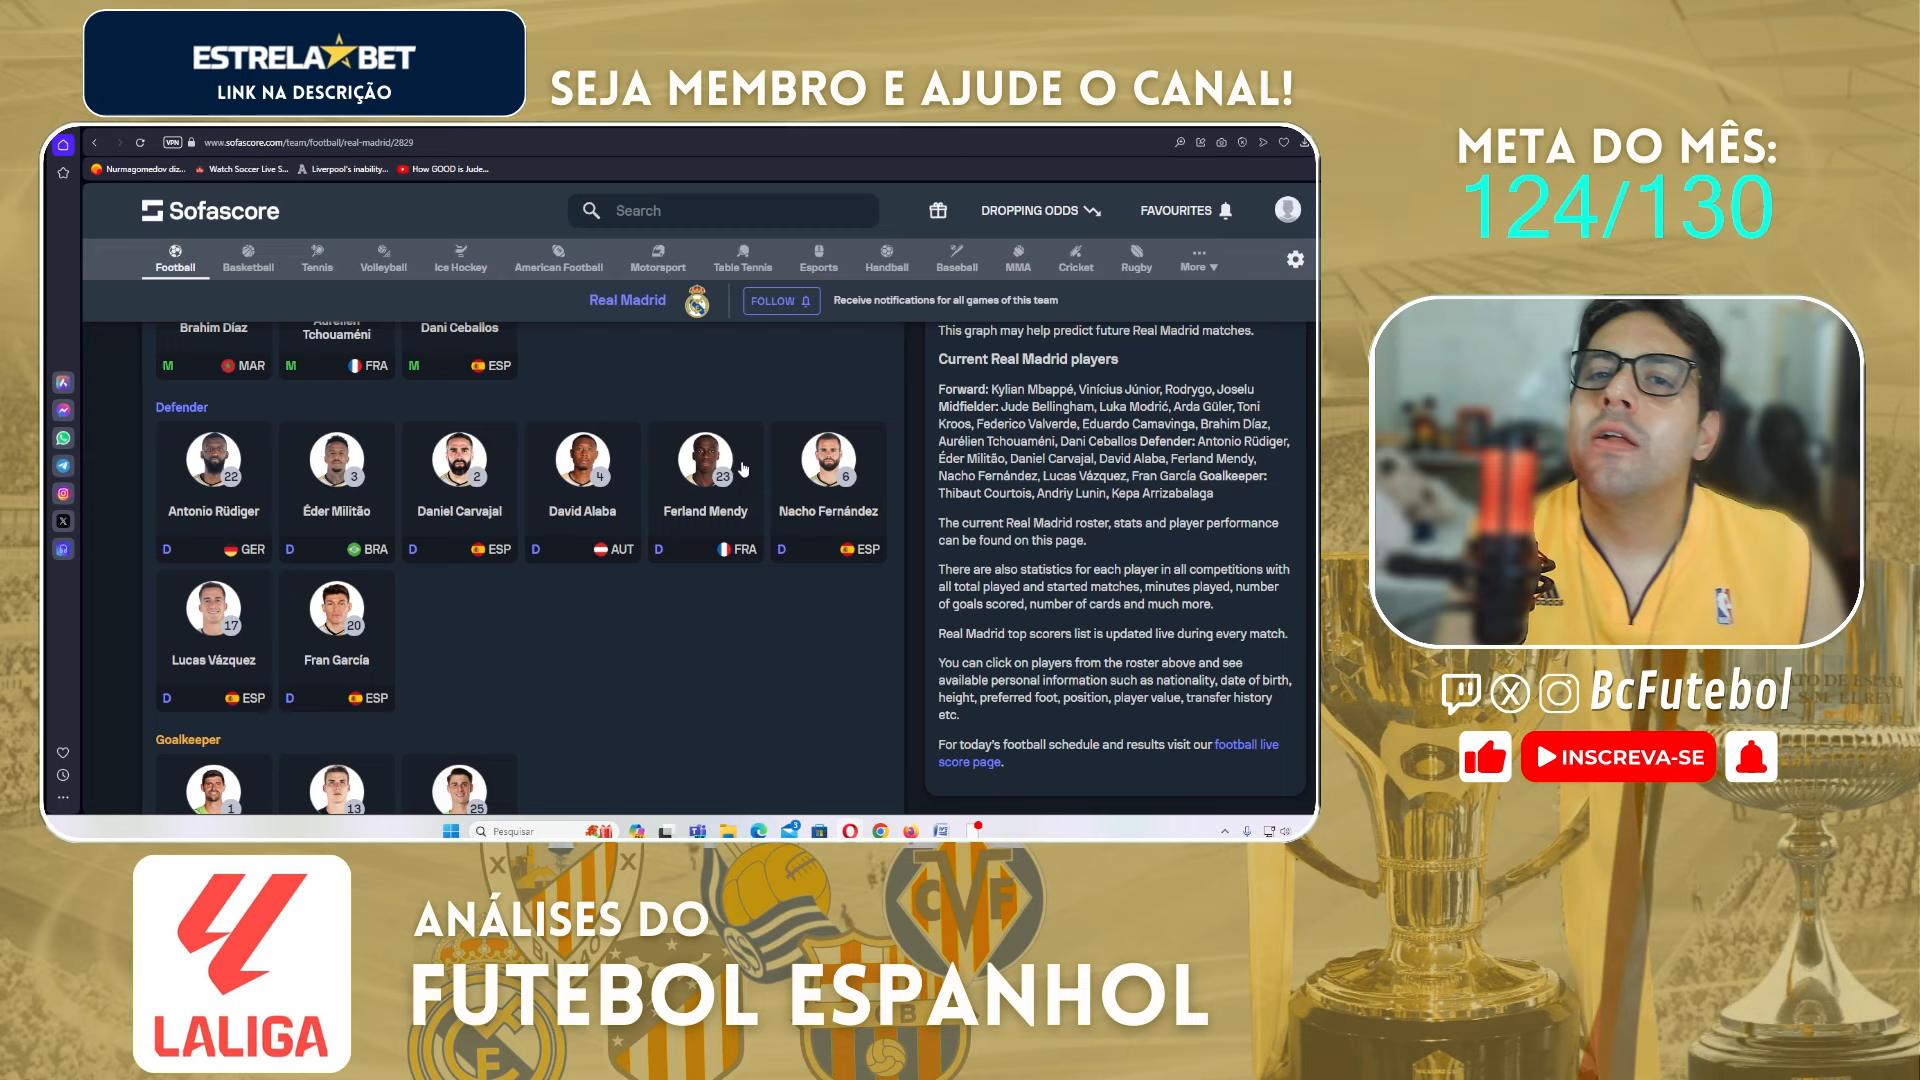 ESTRELA BET
LINK NA DESCRIÇÃO
SEJA MEMBRO E AJUDE O CANAL!
META DO MÊS:
124/130
VPN
www.sofascore.com/team/football/real-madrid/2829
Nurmagomedov diz...
Watch Soccer Live S...
Liverpool's inability...
How GOOD is Jude...
Sofascore
Search
DROPPING ODDS
FAVOURITES
Football
Basketball
Tennis
Volleyball
Ice Hockey
American Football
Motorsport
Table Tennis
Esports
Handball
Baseball
MMA
Cricket
Rugby
More
Real Madrid
FOLLOW
Receive notifications for all games of this team
Brahim Díaz
Aurélien
Tchouaméni
Dani Ceballos
M MAR
M FRA
M ESP
Defender
22
3
2
4
23
6
Antonio Rüdiger
Éder Militão
Daniel Carvajal
David Alaba
Ferland Mendy
Nacho Fernández
D GER
D BRA
D ESP
D AUT
D FRA
D ESP
17
20
Lucas Vázquez
Fran García
D ESP
D ESP
Goalkeeper
1
13
25
This graph may help predict future Real Madrid matches.
Current Real Madrid players
Forward: Kylian Mbappé, Vinícius Júnior, Rodrygo, Joselu
Midfielder: Jude Bellingham, Luka Modrić, Arda Güler, Toni
Kroos, Federico Valverde, Eduardo Camavinga, Brahim Díaz,
Aurélien Tchouaméni, Dani Ceballos Defender: Antonio Rüdiger,
Éder Militão, Daniel Carvajal, David Alaba, Ferland Mendy,
Nacho Fernández, Lucas Vázquez, Fran García Goalkeeper:
Thibaut Courtois, Andriy Lunin, Kepa Arrizabalaga
The current Real Madrid roster, stats and player performance
can be found on this page.
There are also statistics for each player in all competitions with
all total played and started matches, minutes played, number
of goals scored, number of cards and much more.
Real Madrid top scorers list is updated live during every match.
You can click on players from the roster above and see
available personal information such as nationality, date of birth,
height, preferred foot, position, player value, transfer history
etc.
For today's football schedule and results visit our football live
score page.
Pesquisar
3
BcFutebol
INSCREVA-SE
LALIGA
ANÁLISES DO
FUTEBOL ESPANHOL